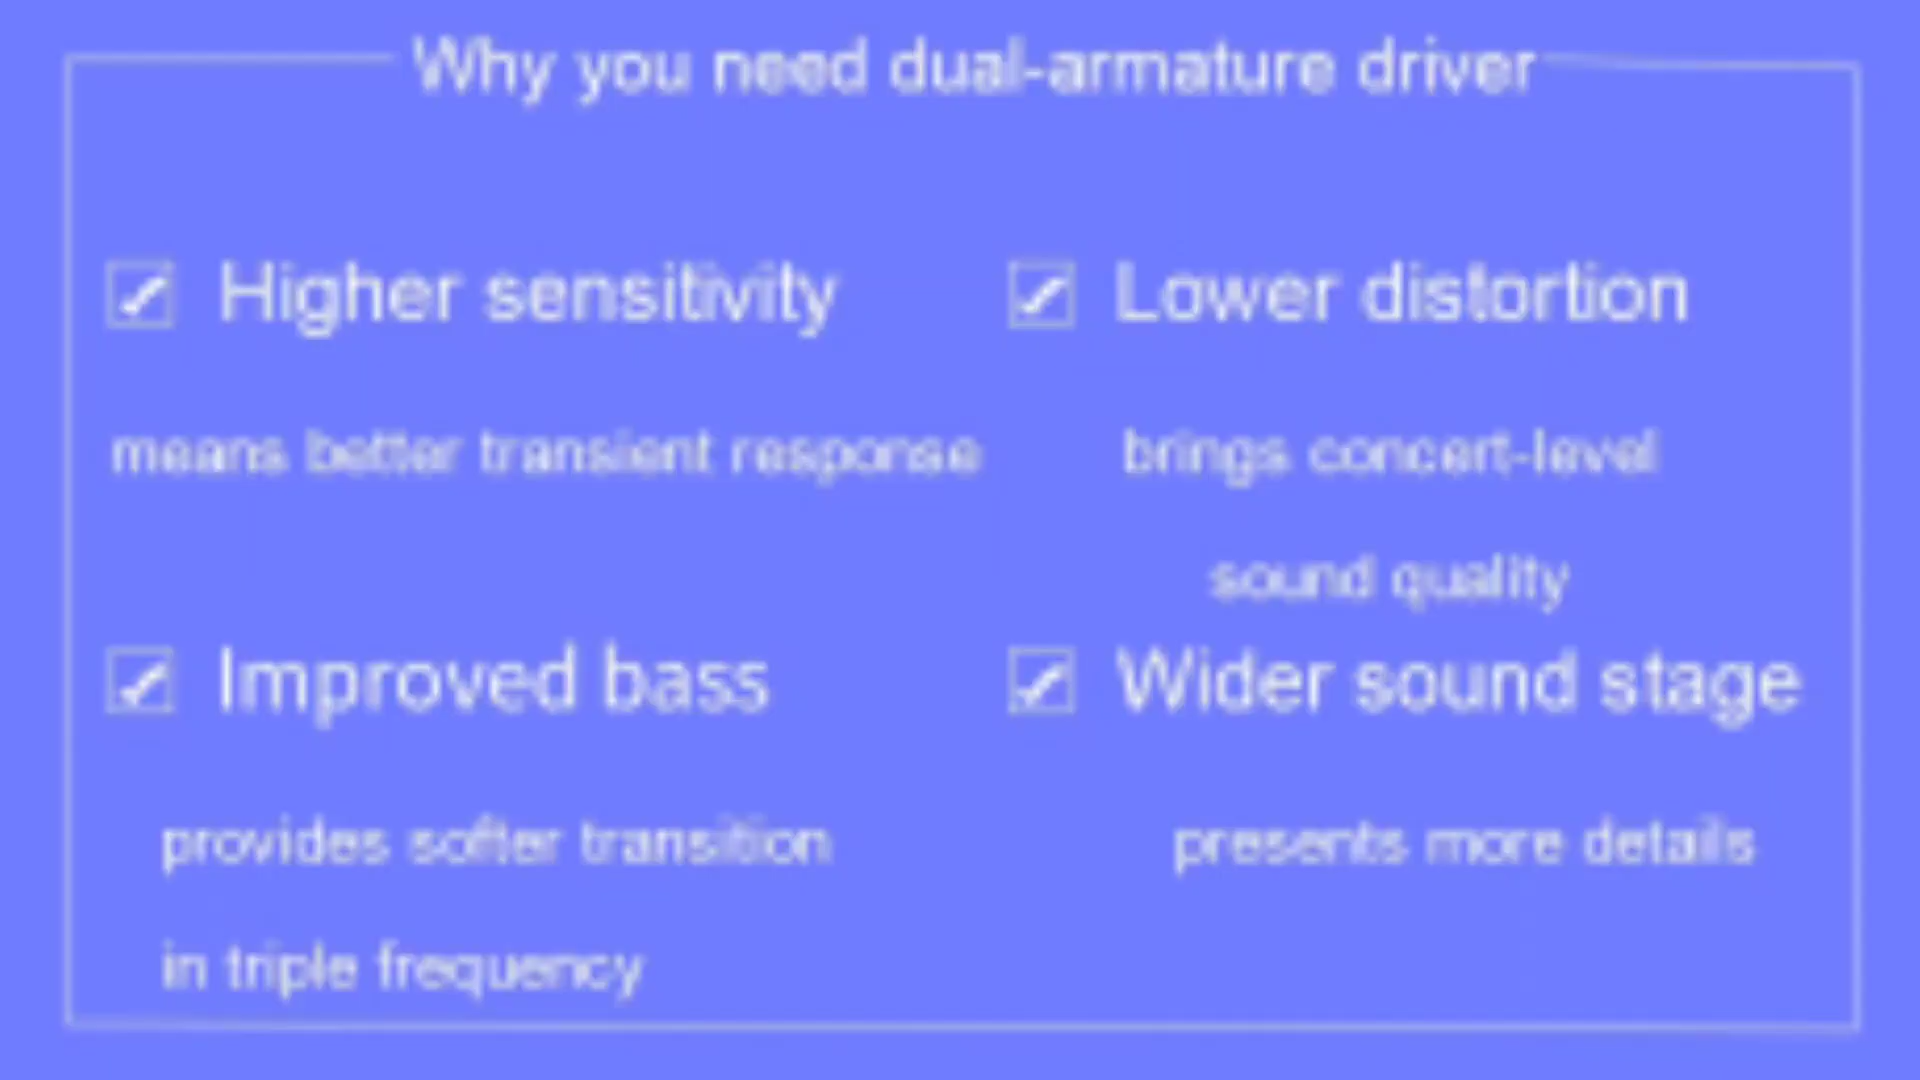 Why you need dual-armature driver
Higher sensitivity
means better transient response
Lower distortion
brings concert-level
sound quality
Improved bass
provides softer transition
in triple frequency
Wider sound stage
presents more details